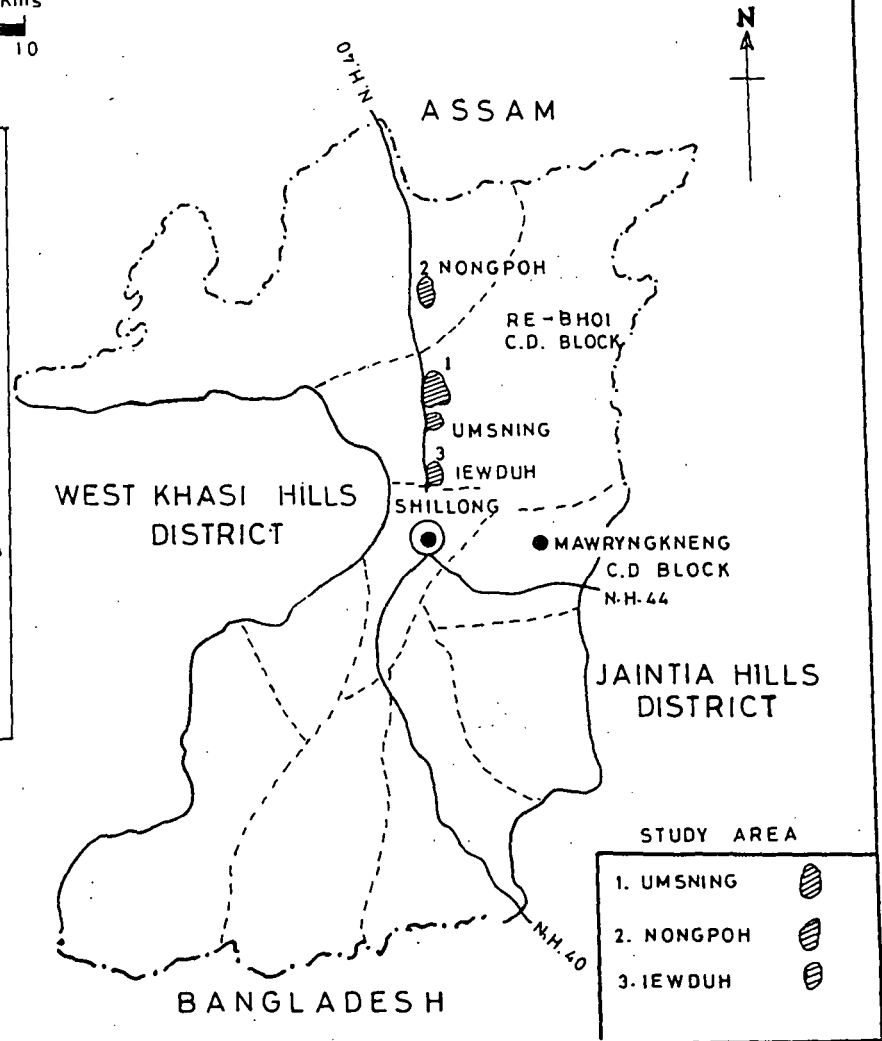 Kms
10
N
N.H.40
ASSAM
2 NONGPOH
RE-BHOI
C.D. BLOCK
1
UMSNING
3
IEWDUH
WEST KHASI HILLS
DISTRICT
SHILLONG
MAWRYNGKNENG
C.D BLOCK
N.H.44
JAINTIA HILLS
DISTRICT
STUDY AREA
1. UMSNING
2. NONGPOH
3. IEWDUH
N.H.40
BANGLADESH